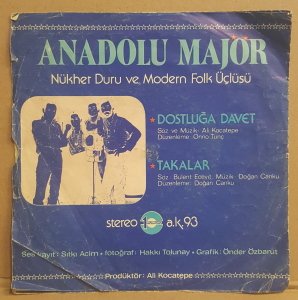 ANADOLU MAJÖR
Nükhet Duru ve Modern Folk Üçlüsü
★ DOSTLUĞA DAVET
Söz ve Müzik: Ali Kocatepe
Düzenleme: Onno Tunç
★ TAKALAR
Söz: Bülent Ecevit, Müzik: Doğan Canku
Düzenleme: Doğan Canku
stereo a.k.93
Ses kayıt: Sıtkı Acim • fotoğraf: Hakkı Tolunay • Grafik: Önder Özbarut
Prodüktör: Ali Kocatepe